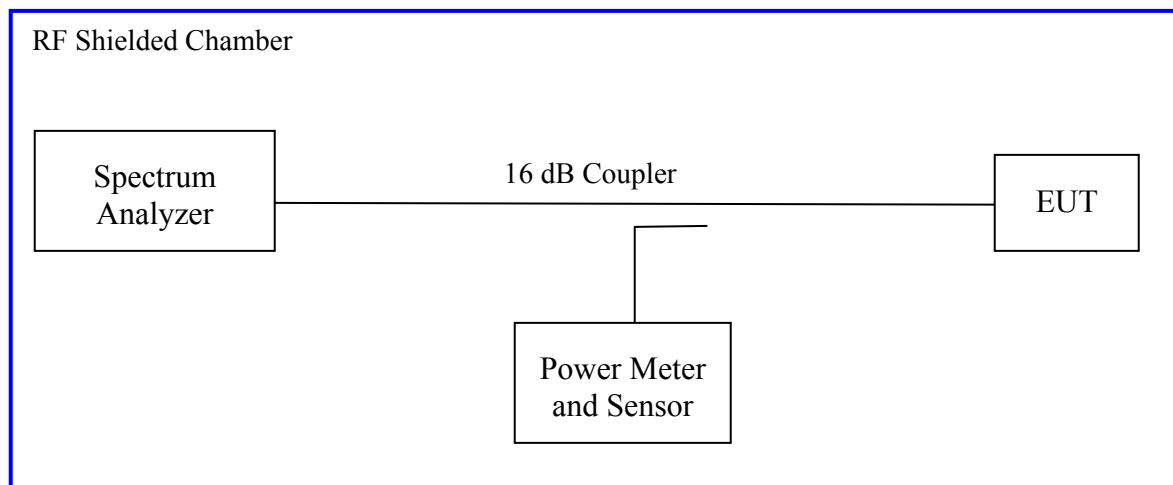 RF Shielded Chamber
Spectrum
Analyzer
16 dB Coupler
EUT
Power Meter
and Sensor